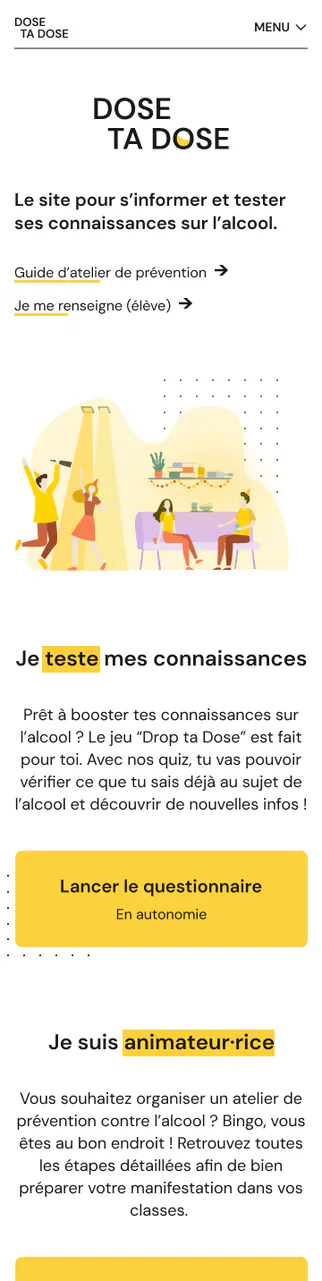 DOSE
TA DOSE
MENU
DOSE
TA DOSE
Le site pour s’informer et tester
ses connaissances sur l’alcool.
Guide d’atelier de prévention →
Je me renseigne (élève) →
Je teste mes connaissances
Prêt à booster tes connaissances sur
l’alcool ? Le jeu “Drop ta Dose” est fait
pour toi. Avec nos quiz, tu vas pouvoir
vérifier ce que tu sais déjà au sujet de
l’alcool et découvrir de nouvelles infos !
Lancer le questionnaire
En autonomie
Je suis animateur·rice
Vous souhaitez organiser un atelier de
prévention contre l’alcool ? Bingo, vous
êtes au bon endroit ! Retrouvez toutes
les étapes détaillées afin de bien
préparer votre manifestation dans vos
classes.